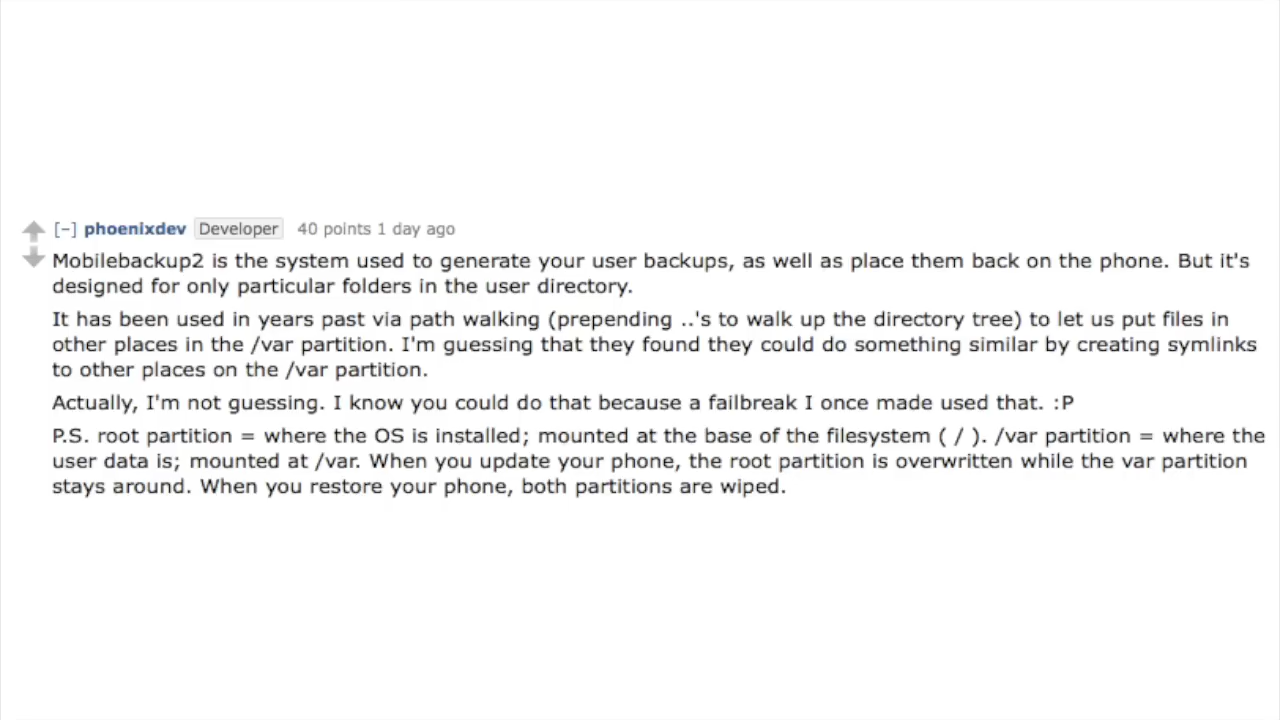 [–] phoenixdev Developer 40 points 1 day ago
Mobilebackup2 is the system used to generate your user backups, as well as place them back on the phone. But it's
designed for only particular folders in the user directory.
It has been used in years past via path walking (prepending ..'s to walk up the directory tree) to let us put files in
other places in the /var partition. I'm guessing that they found they could do something similar by creating symlinks
to other places on the /var partition.
Actually, I'm not guessing. I know you could do that because a failbreak I once made used that. :P
P.S. root partition = where the OS is installed; mounted at the base of the filesystem ( / ). /var partition = where the
user data is; mounted at /var. When you update your phone, the root partition is overwritten while the var partition
stays around. When you restore your phone, both partitions are wiped.